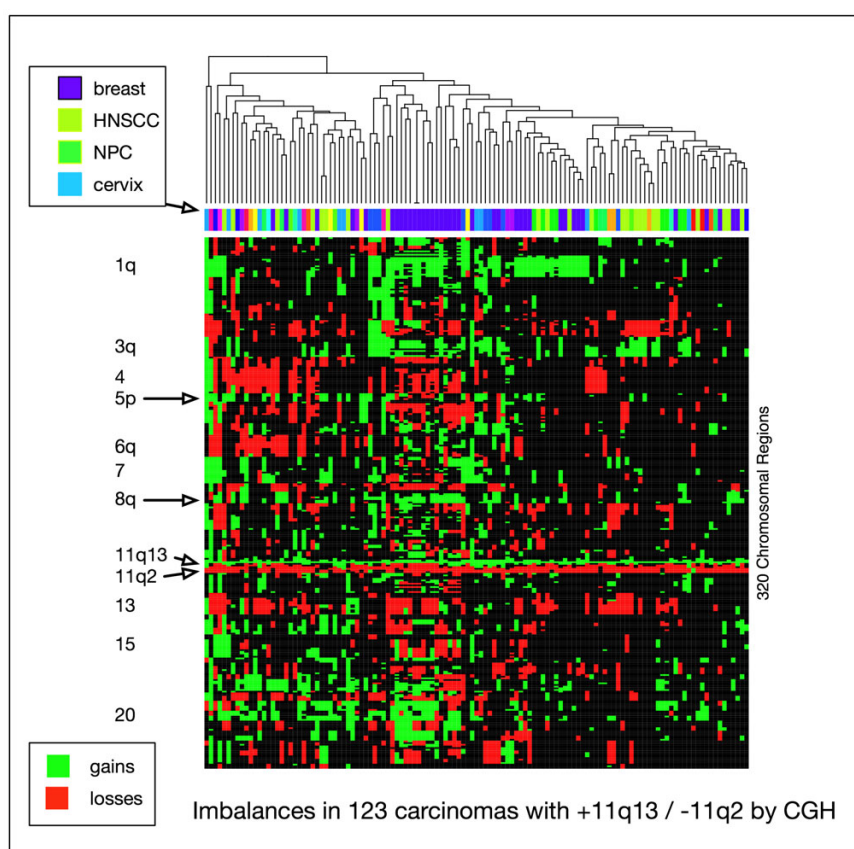 breast
HNSCC
NPC
cervix
1q
3q
4
5p
6q
7
8q
11q13
11q2
13
15
20
320 Chromosomal Regions
gains
losses
Imbalances in 123 carcinomas with +11q13 / -11q2 by CGH